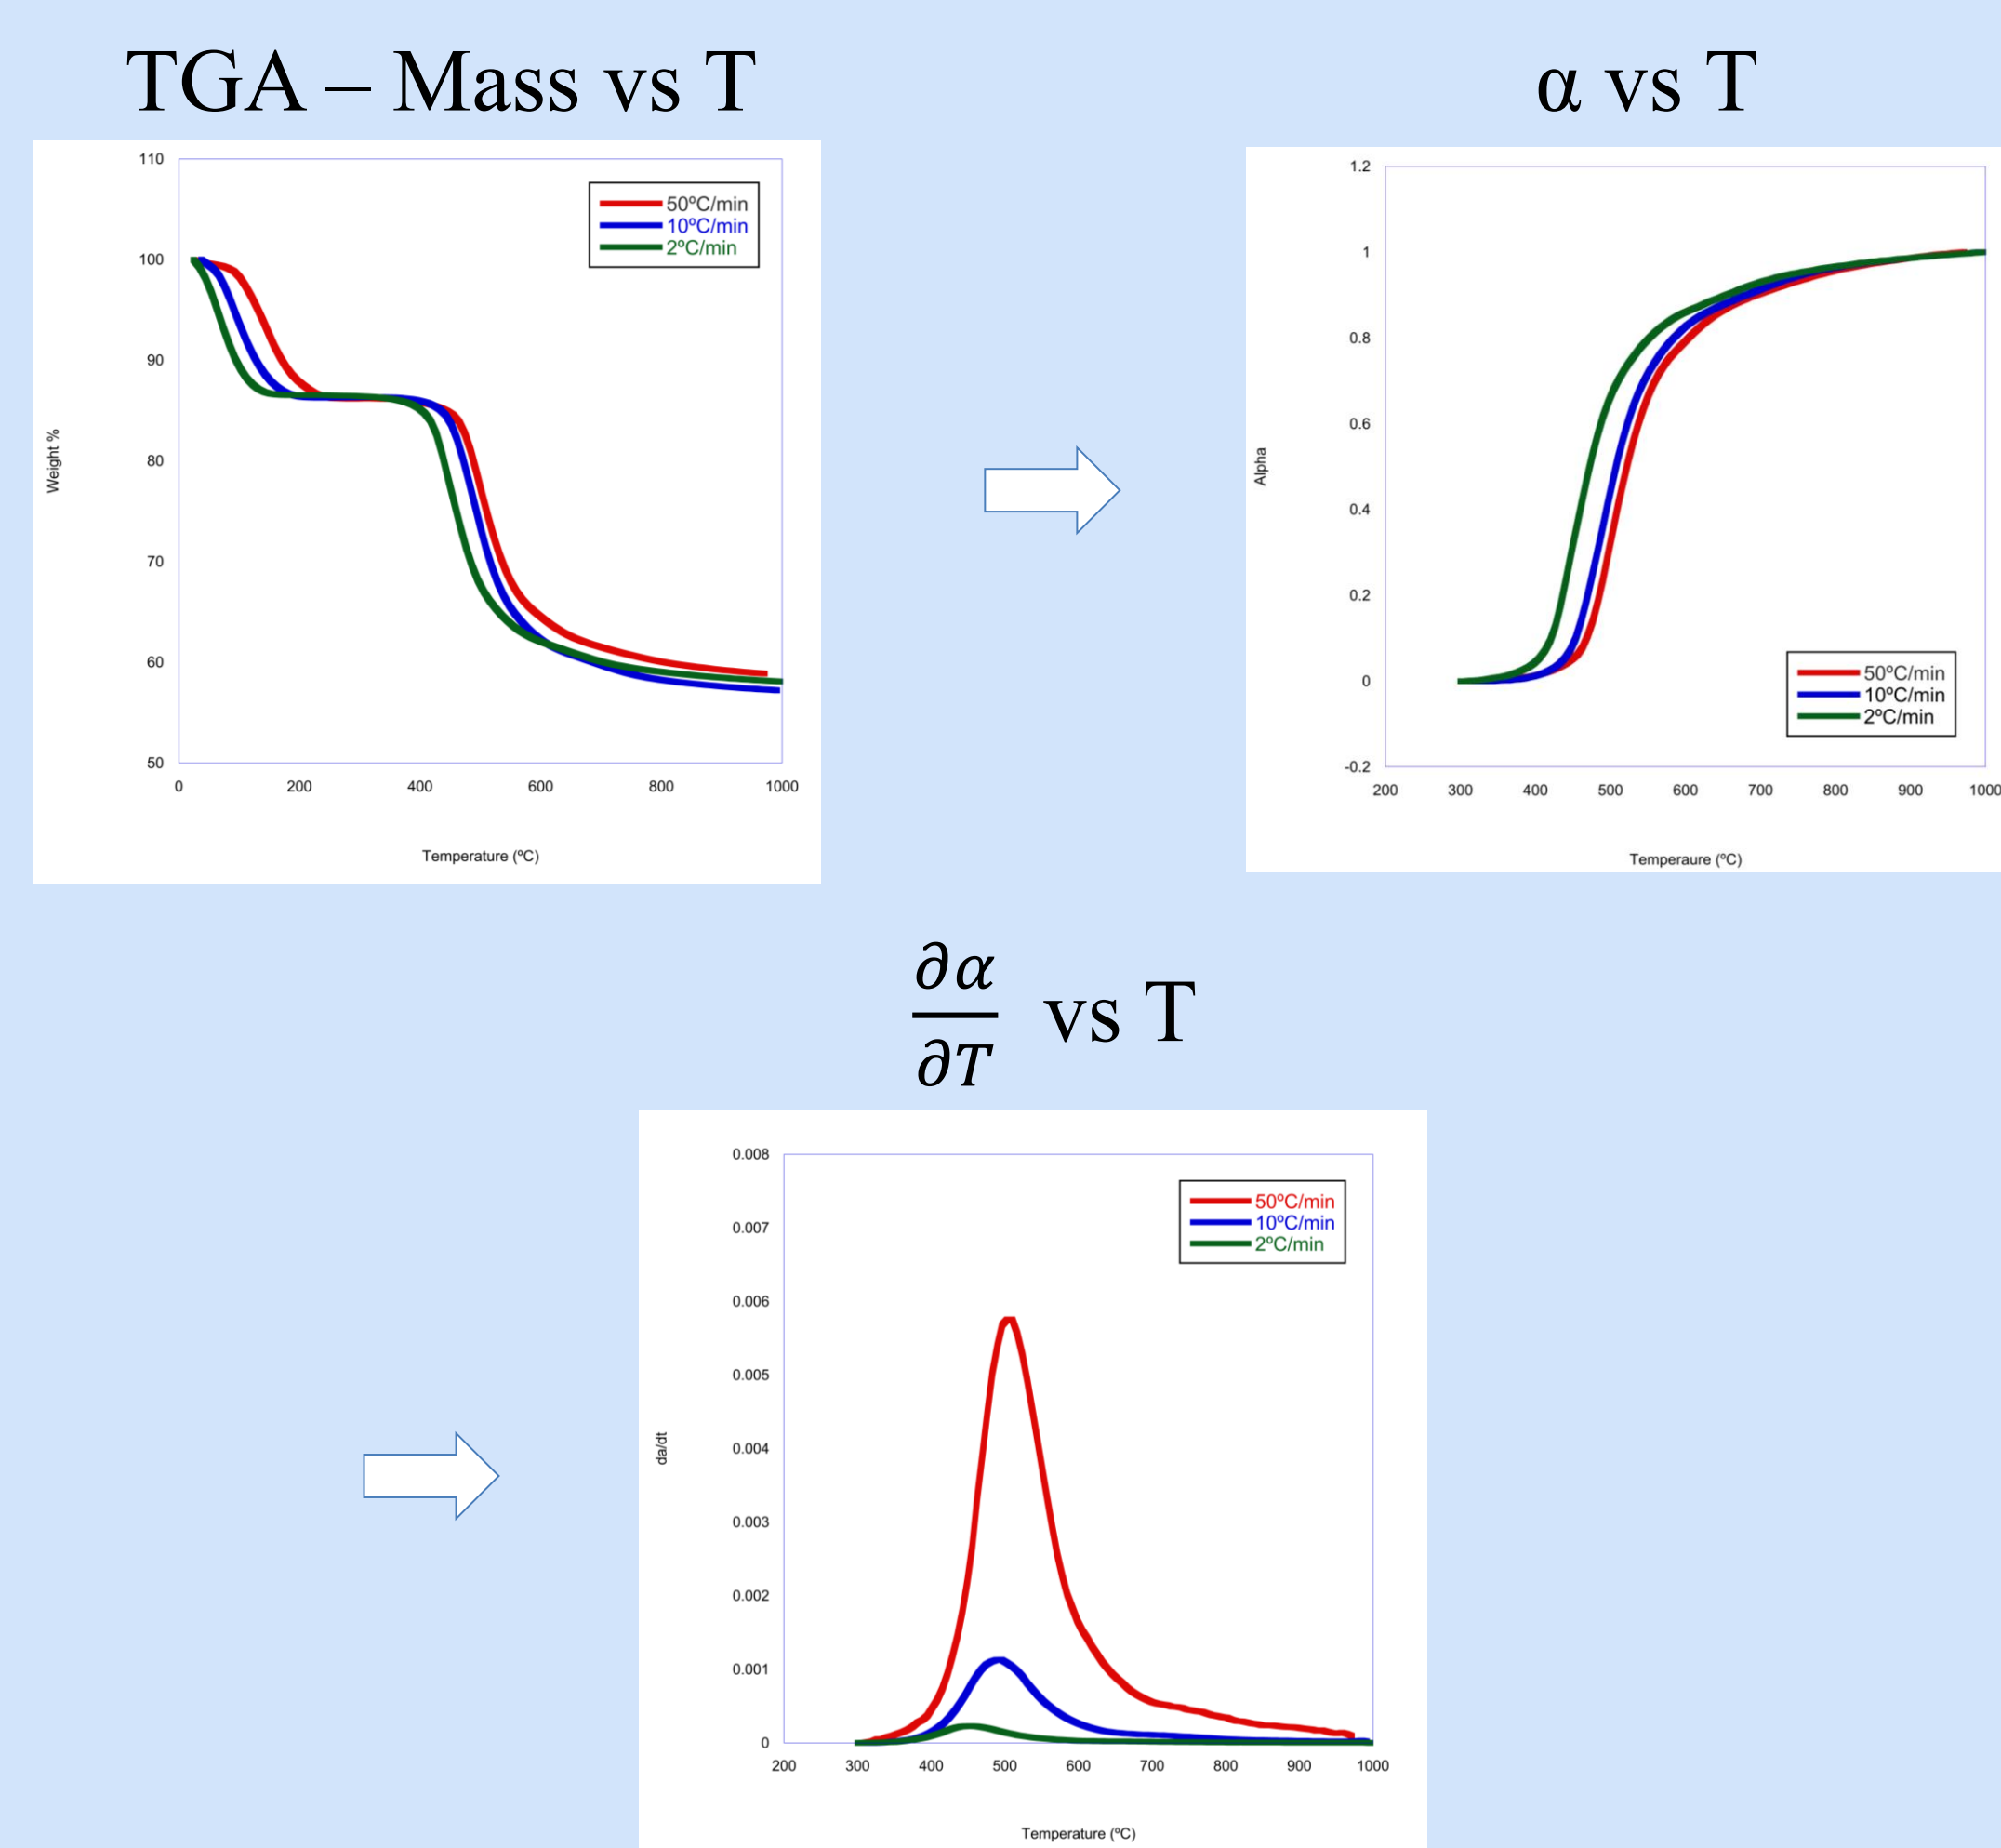 TGA – Mass vs T
110
100
90
80
70
60
50
Weight %
50ºC/min
10ºC/min
2ºC/min
0 200 400 600 800 1000
Temperature (ºC)
α vs T
1.2
1
0.8
0.6
0.4
0.2
0
-0.2
Alpha
50ºC/min
10ºC/min
2ºC/min
200 300 400 500 600 700 800 900 1000
Temperaure (ºC)
∂α
∂T
vs T
0.008
0.007
0.006
0.005
0.004
0.003
0.002
0.001
0
da/dt
50ºC/min
10ºC/min
2ºC/min
200 300 400 500 600 700 800 900 1000
Temperature (ºC)